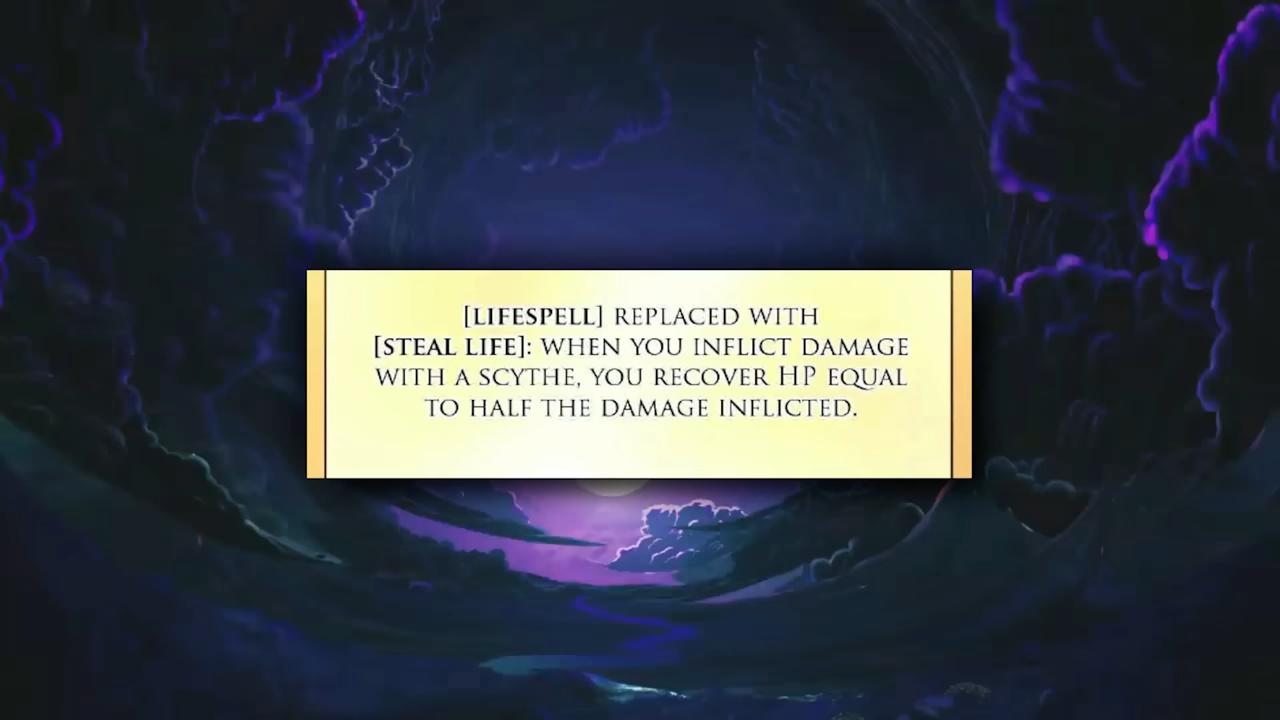 [LIFESPELL] REPLACED WITH
[STEAL LIFE]: WHEN YOU INFLICT DAMAGE
WITH A SCYTHE, YOU RECOVER HP EQUAL
TO HALF THE DAMAGE INFLICTED.